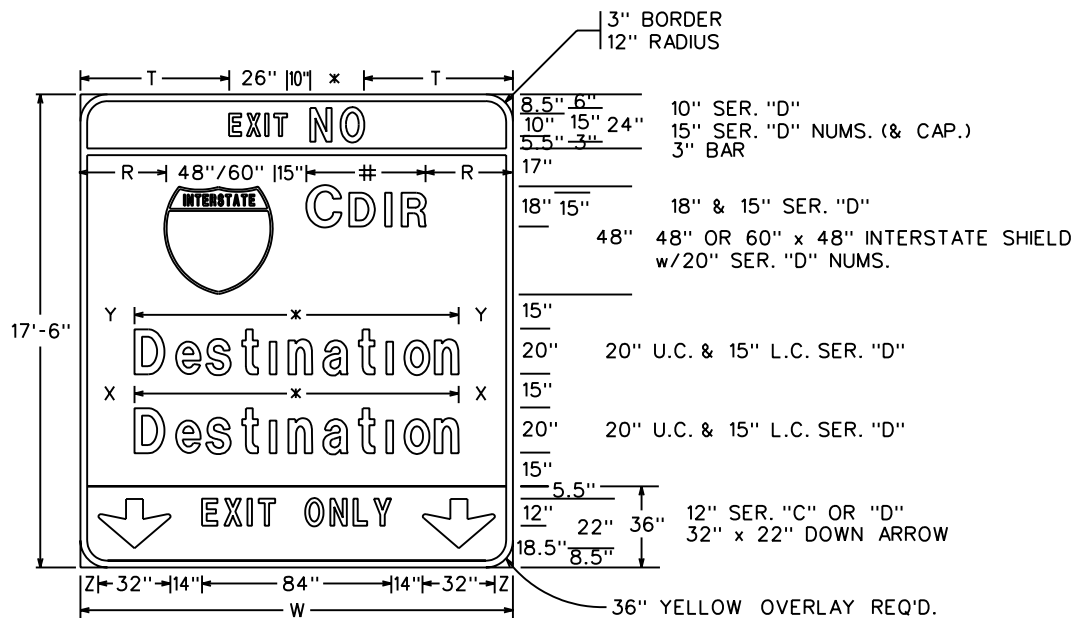 3" BORDER
12" RADIUS
T 26" 10" * T
EXIT NO
8.5" 6"
10" 15" 24"
5.5" 3"
10" SER. "D"
15" SER. "D" NUMS. (& CAP.)
3" BAR
R 48"/60" 15" # R
17"
INTERSTATE
CDIR
18" 15"
18" & 15" SER. "D"
48"
48" OR 60" x 48" INTERSTATE SHIELD
w/20" SER. "D" NUMS.
Y * Y
15"
17'-6"
Destination
20"
20" U.C. & 15" L.C. SER. "D"
X * X
15"
Destination
20"
20" U.C. & 15" L.C. SER. "D"
15"
5.5"
EXIT ONLY
12" 22" 36"
12" SER. "C" OR "D"
32" x 22" DOWN ARROW
18.5" 8.5"
Z 32" 14" 84" 14" 32" Z
W
36" YELLOW OVERLAY REQ'D.